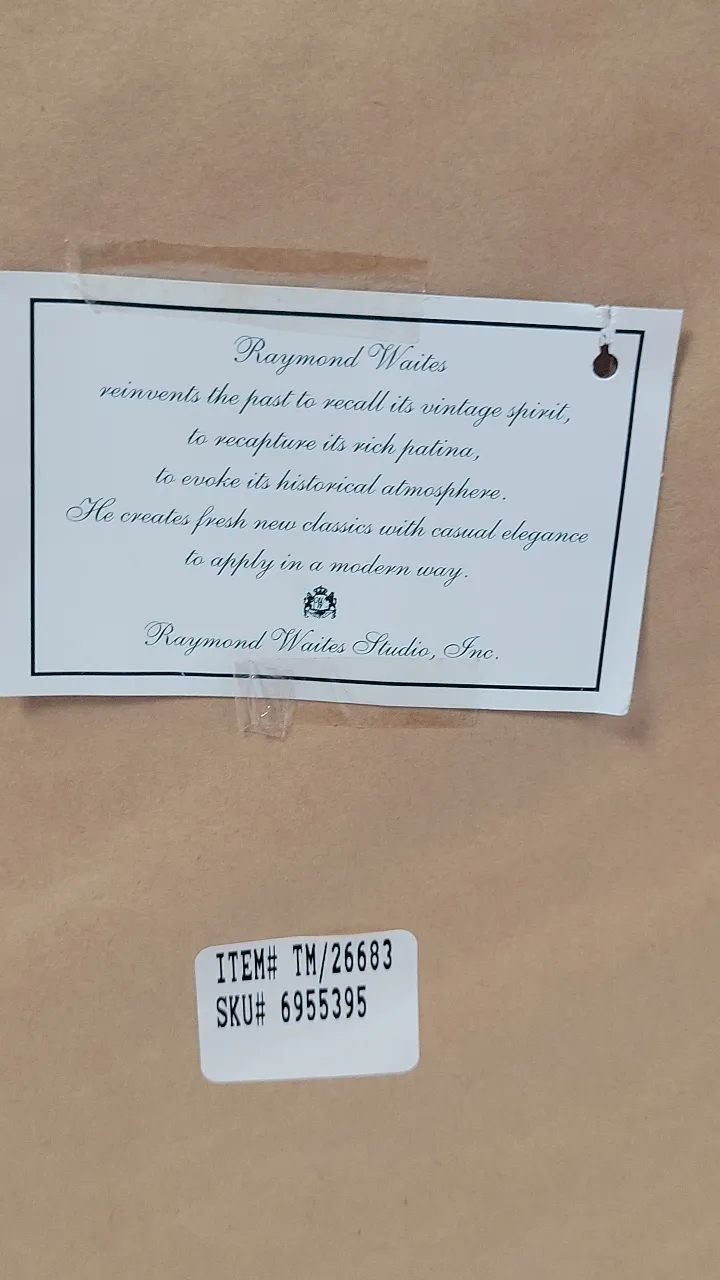 Raymond Waites
reinvents the past to recall its vintage spirit,
to recapture its rich patina,
to evoke its historical atmosphere.
He creates fresh new classics with casual elegance
to apply in a modern way.
Raymond Waites Studio, Inc.
ITEM# TM/26683
SKU# 6955395